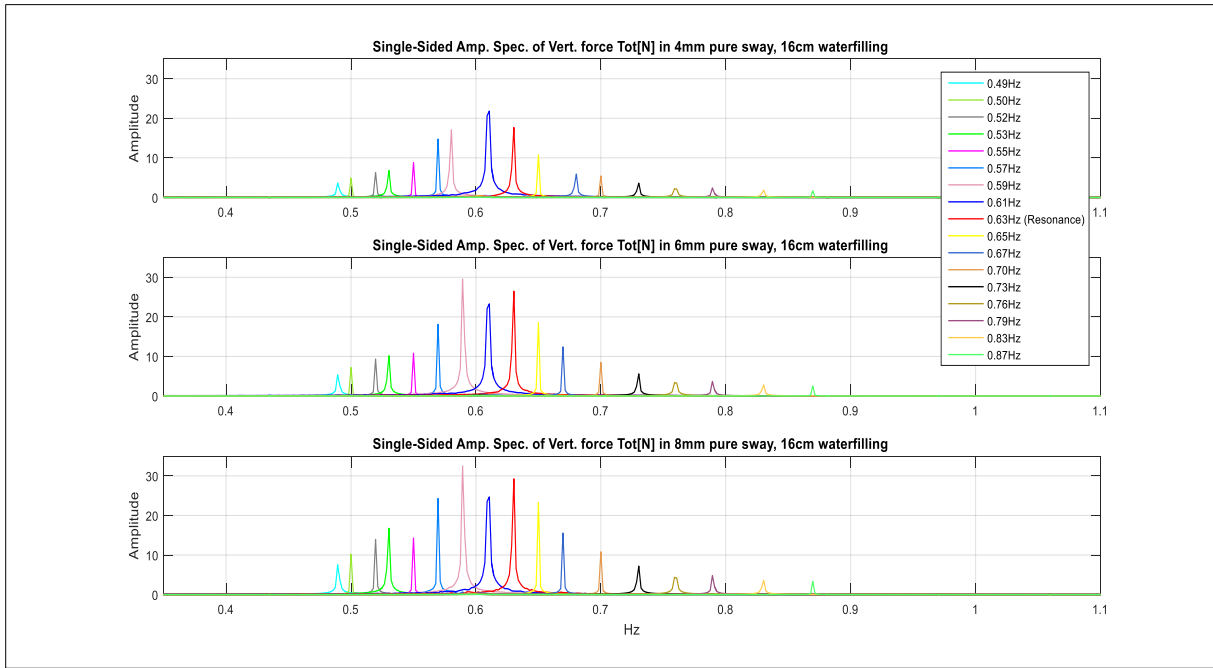 Single-Sided Amp. Spec. of Vert. force Tot[N] in 4mm pure sway, 16cm waterfilling
Amplitude
30
20
10
0
0.4 0.5 0.6 0.7 0.8 0.9 1 1.1
0.49Hz
0.50Hz
0.52Hz
0.53Hz
0.55Hz
0.57Hz
0.59Hz
0.61Hz
0.63Hz (Resonance)
0.65Hz
0.67Hz
0.70Hz
0.73Hz
0.76Hz
0.79Hz
0.83Hz
0.87Hz
Single-Sided Amp. Spec. of Vert. force Tot[N] in 6mm pure sway, 16cm waterfilling
Amplitude
30
20
10
0
0.4 0.5 0.6 0.7 0.8 0.9 1 1.1
Single-Sided Amp. Spec. of Vert. force Tot[N] in 8mm pure sway, 16cm waterfilling
Amplitude
30
20
10
0
0.4 0.5 0.6 0.7 0.8 0.9 1 1.1
Hz